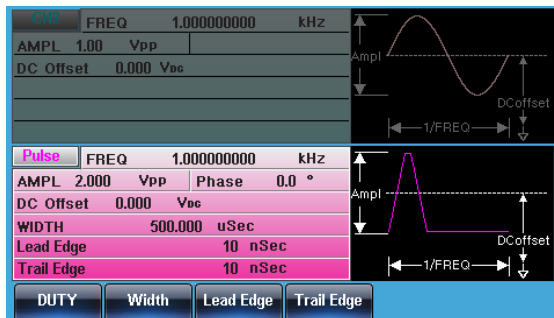 CH2 FREQ 1.000000000 kHz
AMPL 1.00 Vpp
DC Offset 0.000 VDC
Ampl
DCoffset
1/FREQ
Pulse FREQ 1.000000000 kHz
AMPL 2.000 Vpp Phase 0.0 °
DC Offset 0.000 VDC
WIDTH 500.000 uSec
Lead Edge 10 nSec
Trail Edge 10 nSec
Ampl
DCoffset
1/FREQ
DUTY Width Lead Edge Trail Edge